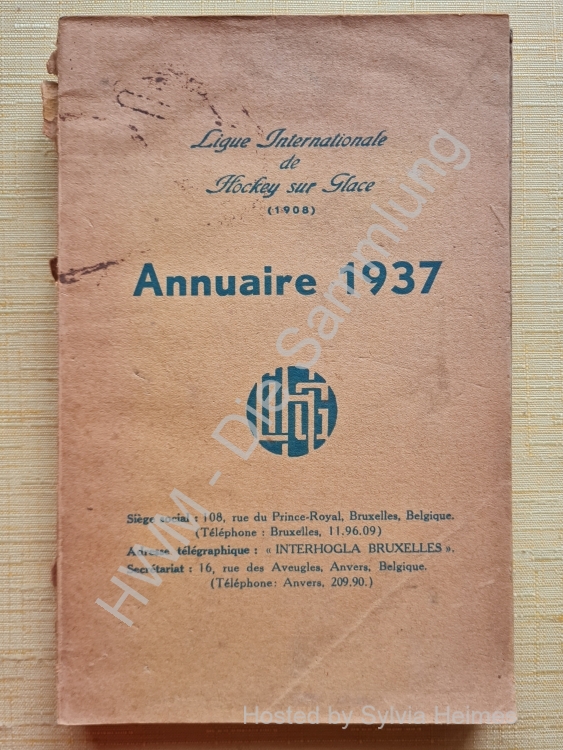 Ligue Internationale
de
Hockey sur Glace
(1908)
Annuaire 1937
LIHG
Siège social : 108, rue du Prince-Royal, Bruxelles, Belgique.
(Téléphone : Bruxelles, 11.96.09)
Adresse télégraphique : « INTERHOGLA BRUXELLES ».
Secrétariat : 16, rue des Aveugles, Anvers, Belgique.
(Téléphone: Anvers, 209.90.)
HWM - Die Sammlung
Hosted by Sylvia Heimes